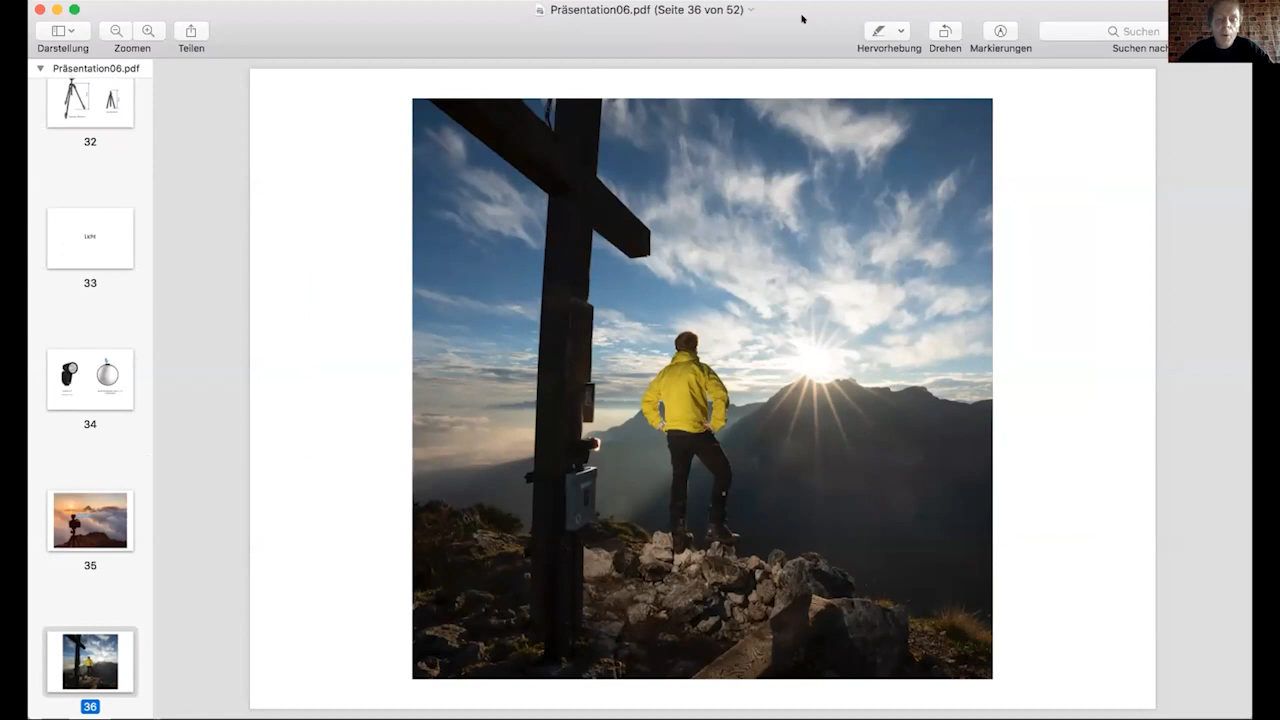 Präsentation06.pdf (Seite 36 von 52)
Darstellung
Zoomen
Teilen
Hervorhebung
Drehen
Markierungen
Suchen
Suchen nach
Präsentation06.pdf
32
Licht
33
34
35
36